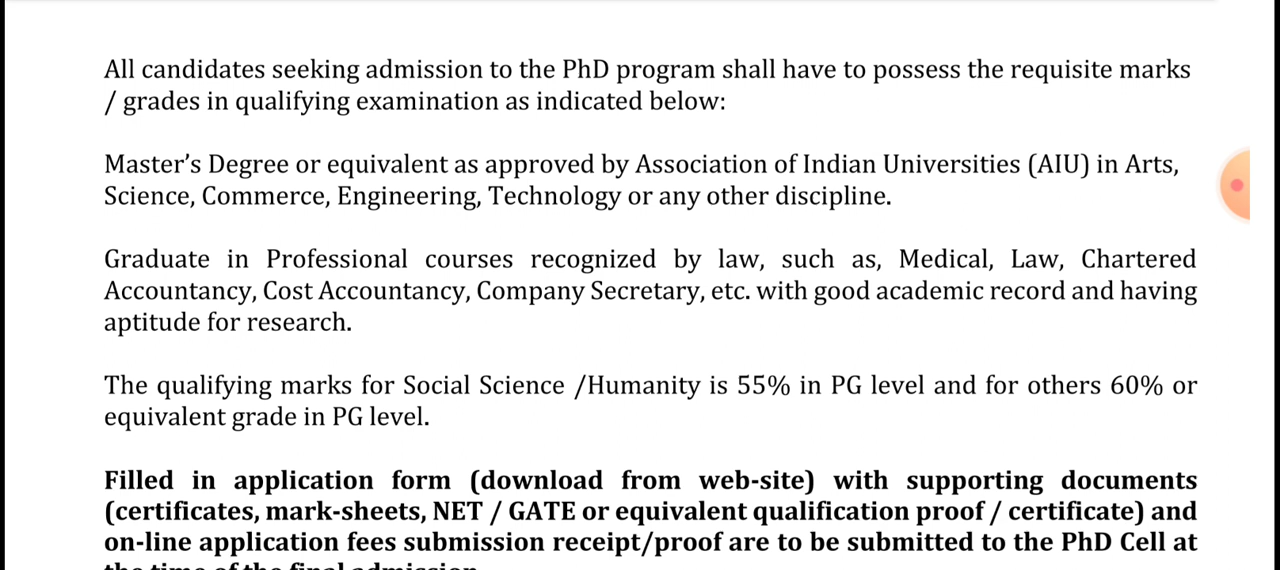 All candidates seeking admission to the PhD program shall have to possess the requisite marks
/ grades in qualifying examination as indicated below:
Master’s Degree or equivalent as approved by Association of Indian Universities (AIU) in Arts,
Science, Commerce, Engineering, Technology or any other discipline.
Graduate in Professional courses recognized by law, such as, Medical, Law, Chartered
Accountancy, Cost Accountancy, Company Secretary, etc. with good academic record and having
aptitude for research.
The qualifying marks for Social Science /Humanity is 55% in PG level and for others 60% or
equivalent grade in PG level.
Filled in application form (download from web-site) with supporting documents
(certificates, mark-sheets, NET / GATE or equivalent qualification proof / certificate) and
on-line application fees submission receipt/proof are to be submitted to the PhD Cell at
the time of the final admission